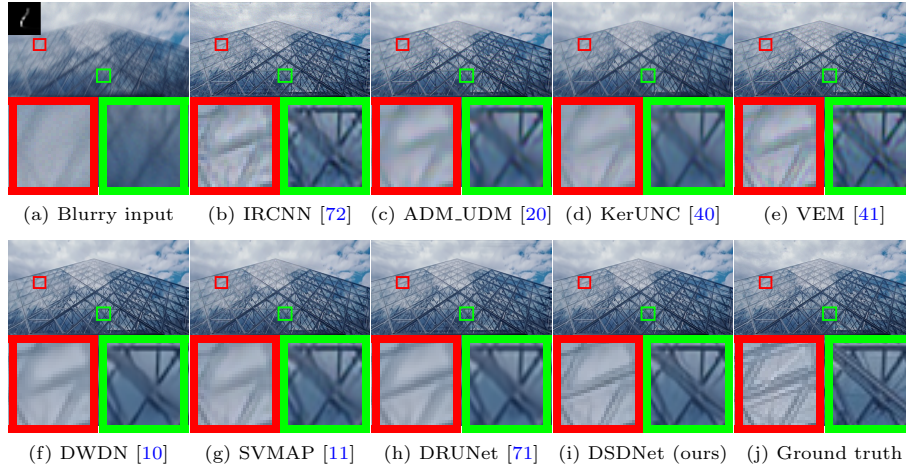 (a) Blurry input (b) IRCNN [72] (c) ADM_UDM [20] (d) KerUNC [40] (e) VEM [41]
(f) DWDN [10] (g) SVMAP [11] (h) DRUNet [71] (i) DSDNet (ours) (j) Ground truth